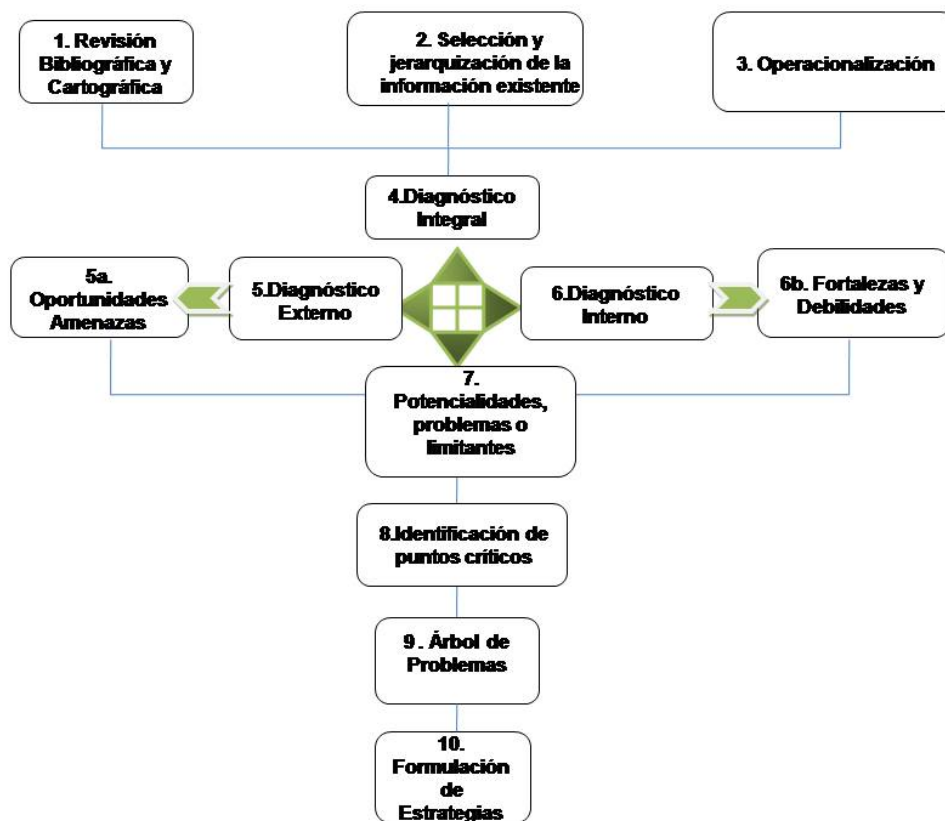 1. Revisión
Bibliográfica y
Cartográfica
2. Selección y
jerarquización de la
información existente
3. Operacionalización
4.Diagnóstico
Integral
5a.
Oportunidades
Amenazas
5.Diagnóstico
Externo
6.Diagnóstico
Interno
6b. Fortalezas y
Debilidades
7.
Potencialidades,
problemas o
limitantes
8.Identificación de
puntos críticos
9 . Árbol de
Problemas
10.
Formulación
de
Estrategias